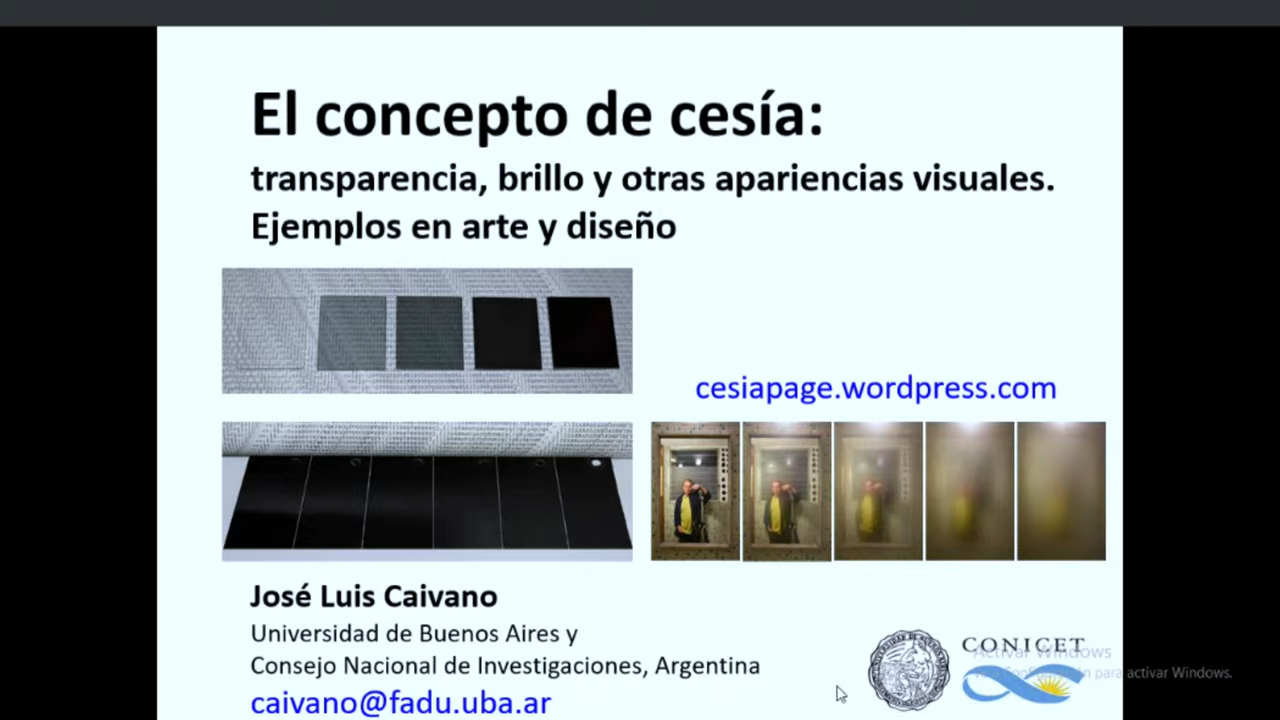 El concepto de cesía:
transparencia, brillo y otras apariencias visuales.
Ejemplos en arte y diseño
cesiapage.wordpress.com
José Luis Caivano
Universidad de Buenos Aires y
Consejo Nacional de Investigaciones, Argentina
caivano@fadu.uba.ar
CONICET
Activar Windows
para activar Windows.